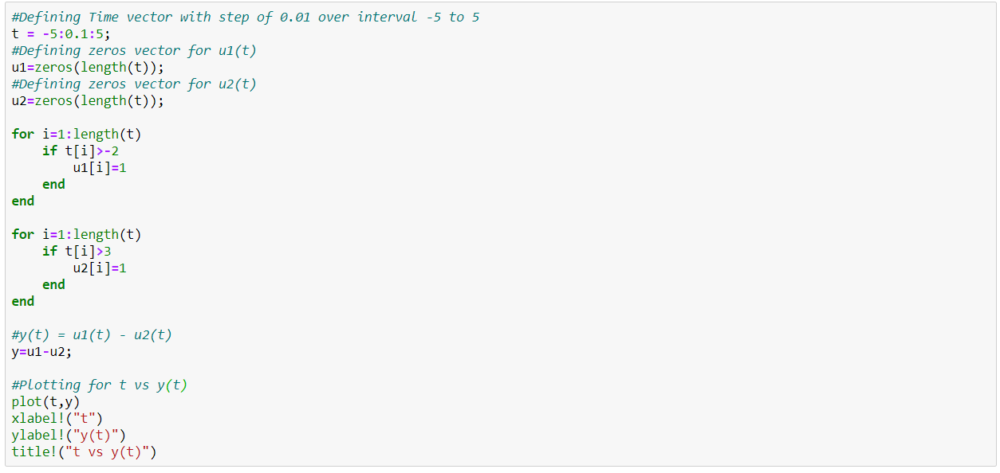 #Defining Time vector with step of 0.01 over interval -5 to 5
t = -5:0.1:5;
#Defining zeros vector for u1(t)
u1=zeros(length(t));
#Defining zeros vector for u2(t)
u2=zeros(length(t));

for i=1:length(t)
    if t[i]>-2
        u1[i]=1
    end
end

for i=1:length(t)
    if t[i]>3
        u2[i]=1
    end
end

#y(t) = u1(t) - u2(t)
y=u1-u2;

#Plotting for t vs y(t)
plot(t,y)
xlabel!("t")
ylabel!("y(t)")
title!("t vs y(t)")